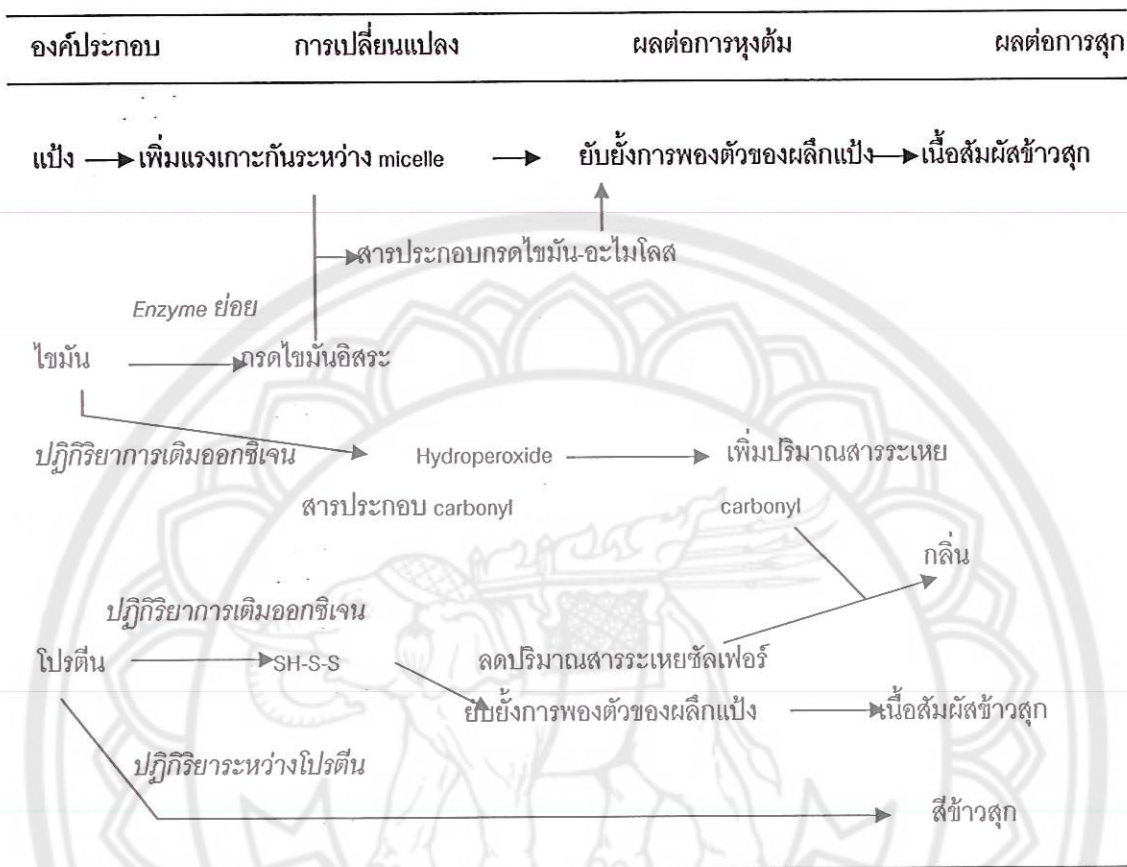 องค์ประกอบ การเปลี่ยนแปลง ผลต่อการหุงต้ม ผลต่อการสุก
แป้ง เพิ่มแรงเกาะกันระหว่าง micelle ยับยั้งการพองตัวของผลึกแป้ง เนื้อสัมผัสข้าวสุก
สารประกอบกรดไขมัน-อะไมโลส
Enzyme ย่อย
ไขมัน กรดไขมันอิสระ
ปฏิกิริยาการเติมออกซิเจน Hydroperoxide เพิ่มปริมาณสารระเหย
สารประกอบ carbonyl carbonyl
กลิ่น
ปฏิกิริยาการเติมออกซิเจน
โปรตีน SH-S-S ลดปริมาณสารระเหยซัลเฟอร์
ยับยั้งการพองตัวของผลึกแป้ง เนื้อสัมผัสข้าวสุก
ปฏิกิริยาระหว่างโปรตีน
สีข้าวสุก